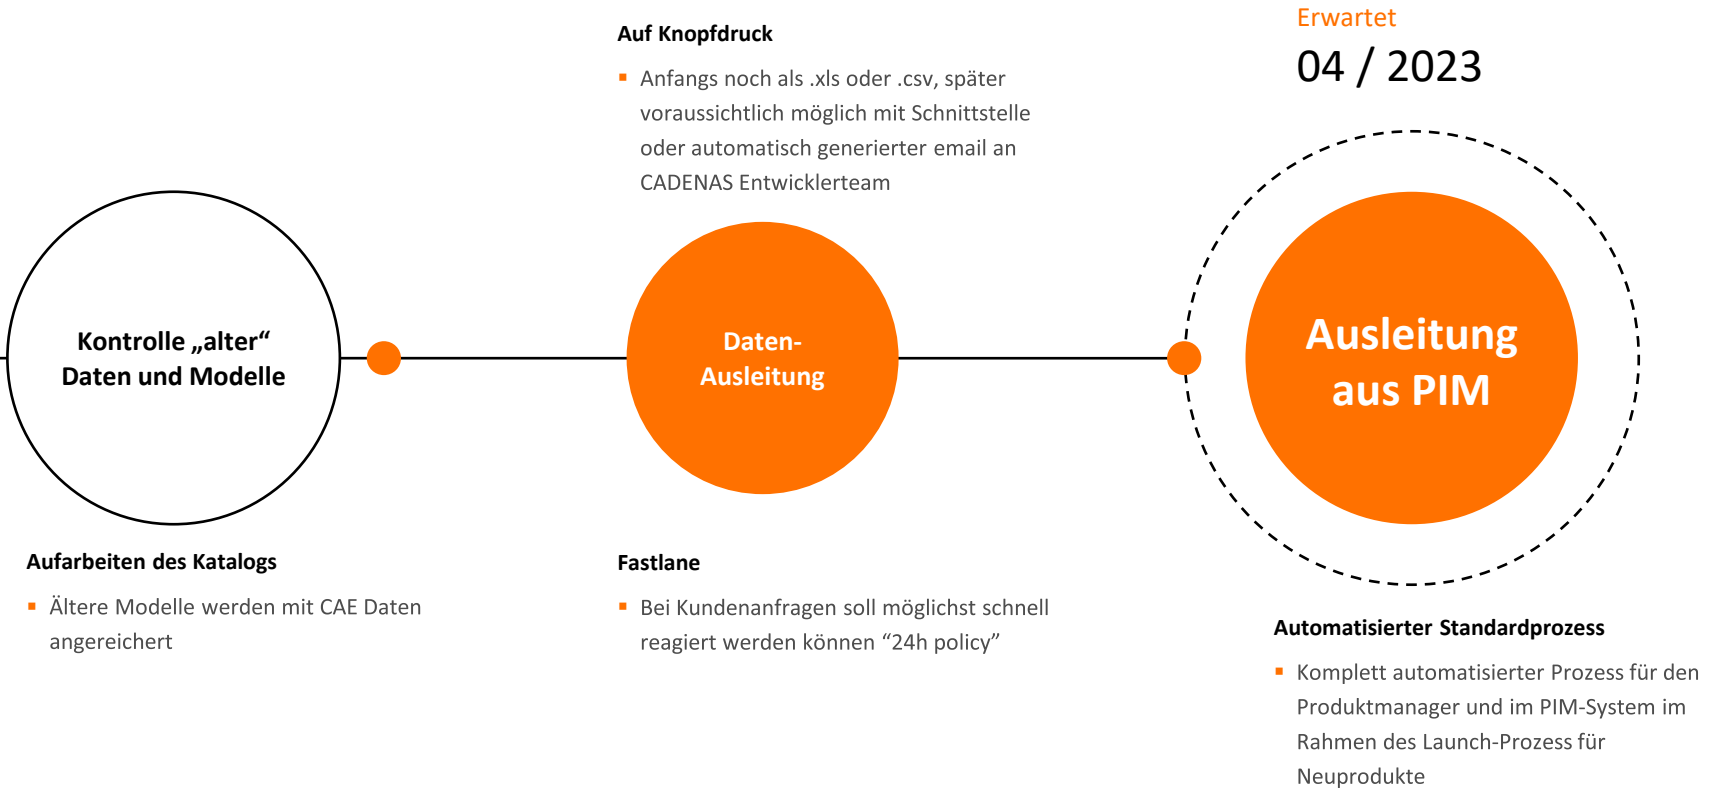 Kontrolle „alter“
Daten und Modelle
Aufarbeiten des Katalogs
▪ Ältere Modelle werden mit CAE Daten
angereichert
Auf Knopfdruck
▪ Anfangs noch als .xls oder .csv, später
voraussichtlich möglich mit Schnittstelle
oder automatisch generierter email an
CADENAS Entwicklerteam
Daten-
Ausleitung
Fastlane
▪ Bei Kundenanfragen soll möglichst schnell
reagiert werden können “24h policy”
Erwartet
04 / 2023
Ausleitung
aus PIM
Automatisierter Standardprozess
▪ Komplett automatisierter Prozess für den
Produktmanager und im PIM-System im
Rahmen des Launch-Prozess für
Neuprodukte